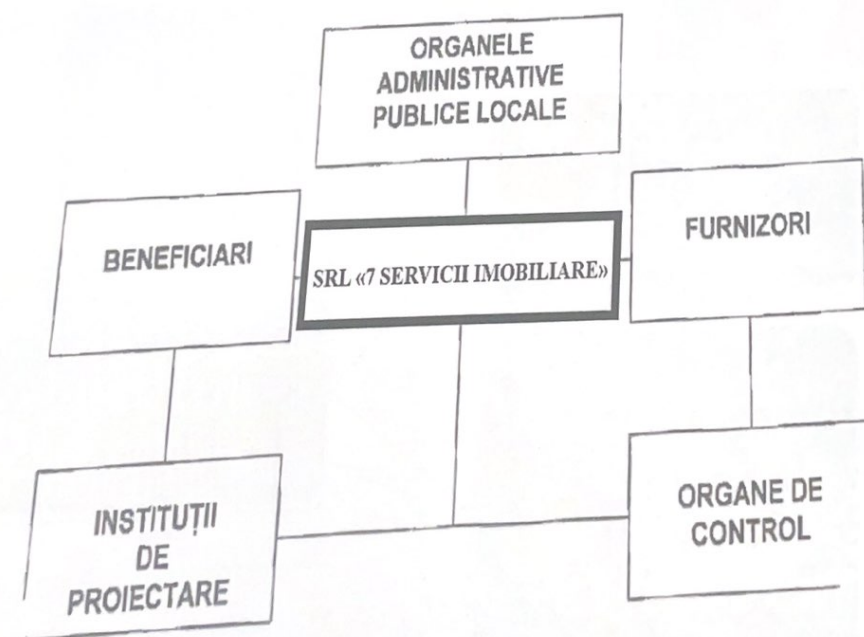 ORGANELE
ADMINISTRATIVE
PUBLICE LOCALE
BENEFICIARI
SRL «7 SERVICII IMOBILIARE»
FURNIZORI
INSTITUȚII
DE
PROIECTARE
ORGANE DE
CONTROL